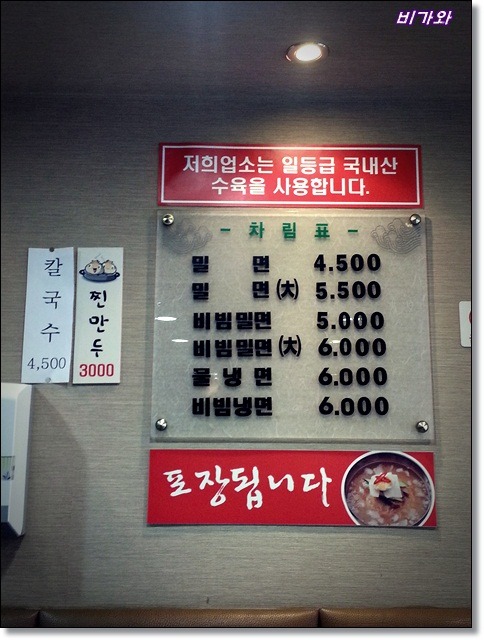 비가와
저희업소는 일등급 국내산
수육을 사용합니다.
- 차림표 -
밀면 4.500
밀면(大) 5.500
비빔밀면 5.000
비빔밀면(大) 6.000
물냉면 6.000
비빔냉면 6.000
칼국수
4,500
찐만두
3000
포장됩니다